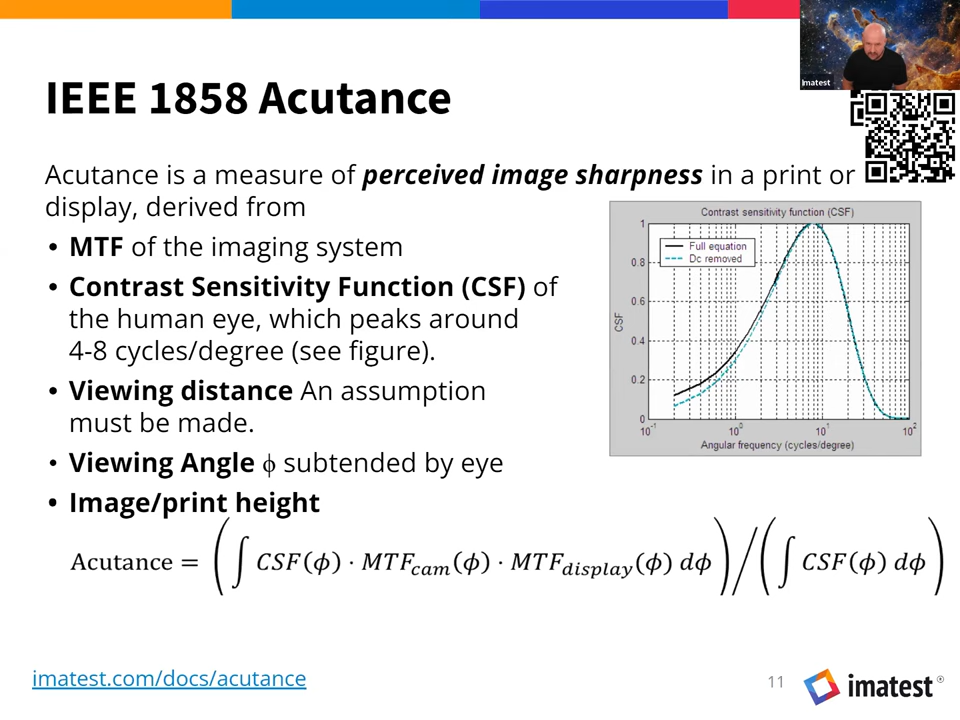 imatest
IEEE 1858 Acutance
Acutance is a measure of perceived image sharpness in a print or
display, derived from
• MTF of the imaging system
• Contrast Sensitivity Function (CSF) of
the human eye, which peaks around
4-8 cycles/degree (see figure).
• Viewing distance An assumption
must be made.
• Viewing Angle ϕ subtended by eye
• Image/print height
Contrast sensitivity function (CSF)
Full equation
Dc removed
CSF
1
0.8
0.6
0.4
0.2
0
10⁻¹ 10⁰ 10¹ 10²
Angular frequency (cycles/degree)
Acutance = (∫ CSF(ϕ) · MTF_cam(ϕ) · MTF_display(ϕ) dϕ) / (∫ CSF(ϕ) dϕ)
imatest.com/docs/acutance
11
imatest®